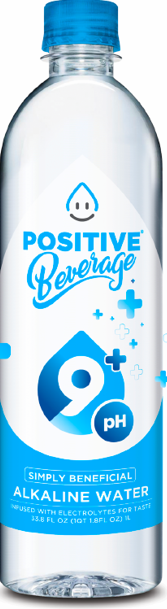 POSITIVE®
Beverage
9+
pH
SIMPLY BENEFICIAL
ALKALINE WATER
INFUSED WITH ELECTROLYTES FOR TASTE
33.8 FL OZ (1QT 1.8FL OZ) 1L